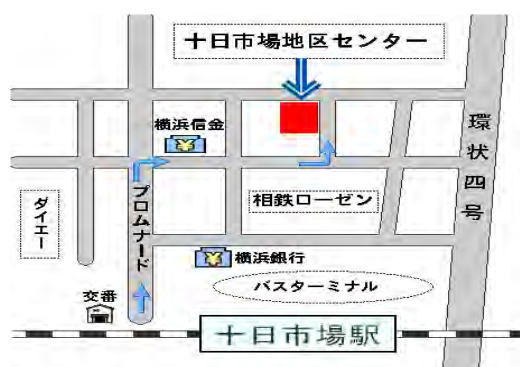 十日市場地区センター
横浜信金
環状四号
ダイエー
プロムナード
相鉄ローゼン
横浜銀行
バスターミナル
交番
十日市場駅